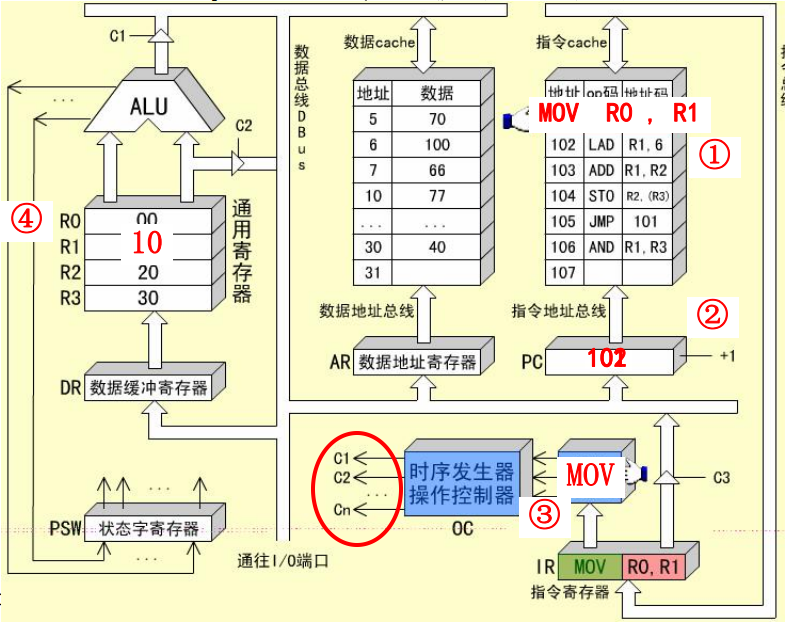 C1
数据总线DBus
数据cache
指令cache
ALU
C2
地址 数据
5 70
6 100
7 66
10 77
... ...
30 40
31
地址 op码 地址码
MOV R0 , R1
102 LAD R1,6
103 ADD R1,R2
104 STO R2,(R3)
105 JMP 101
106 AND R1,R3
107
①
④
通用寄存器
R0 00
R1 10
R2 20
R3 30
数据地址总线
指令地址总线
②
AR 数据地址寄存器
PC
+1
DR 数据缓冲寄存器
C1
C2
...
Cn
时序发生器
操作控制器
OC
MOV
③
C3
...
...
PSW 状态字寄存器
...
通往I/O端口
IR MOV R0,R1
指令寄存器